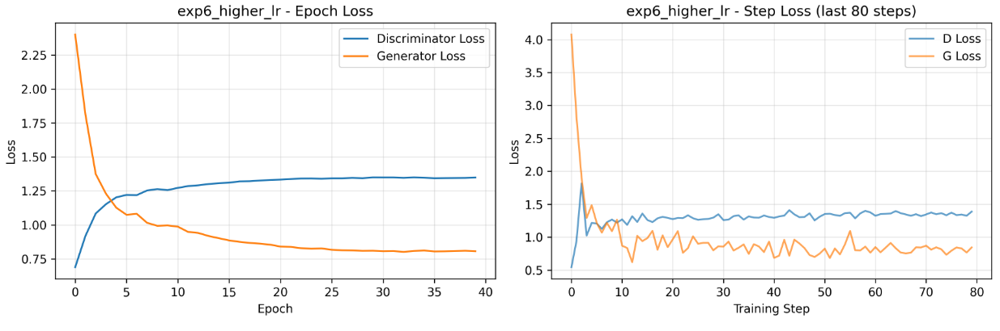 exp6_higher_lr - Epoch Loss
Discriminator Loss
Generator Loss
2.25
2.00
1.75
1.50
1.25
1.00
0.75
Loss
0 5 10 15 20 25 30 35 40
Epoch
exp6_higher_lr - Step Loss (last 80 steps)
D Loss
G Loss
4.0
3.5
3.0
2.5
2.0
1.5
1.0
0.5
Loss
0 10 20 30 40 50 60 70 80
Training Step